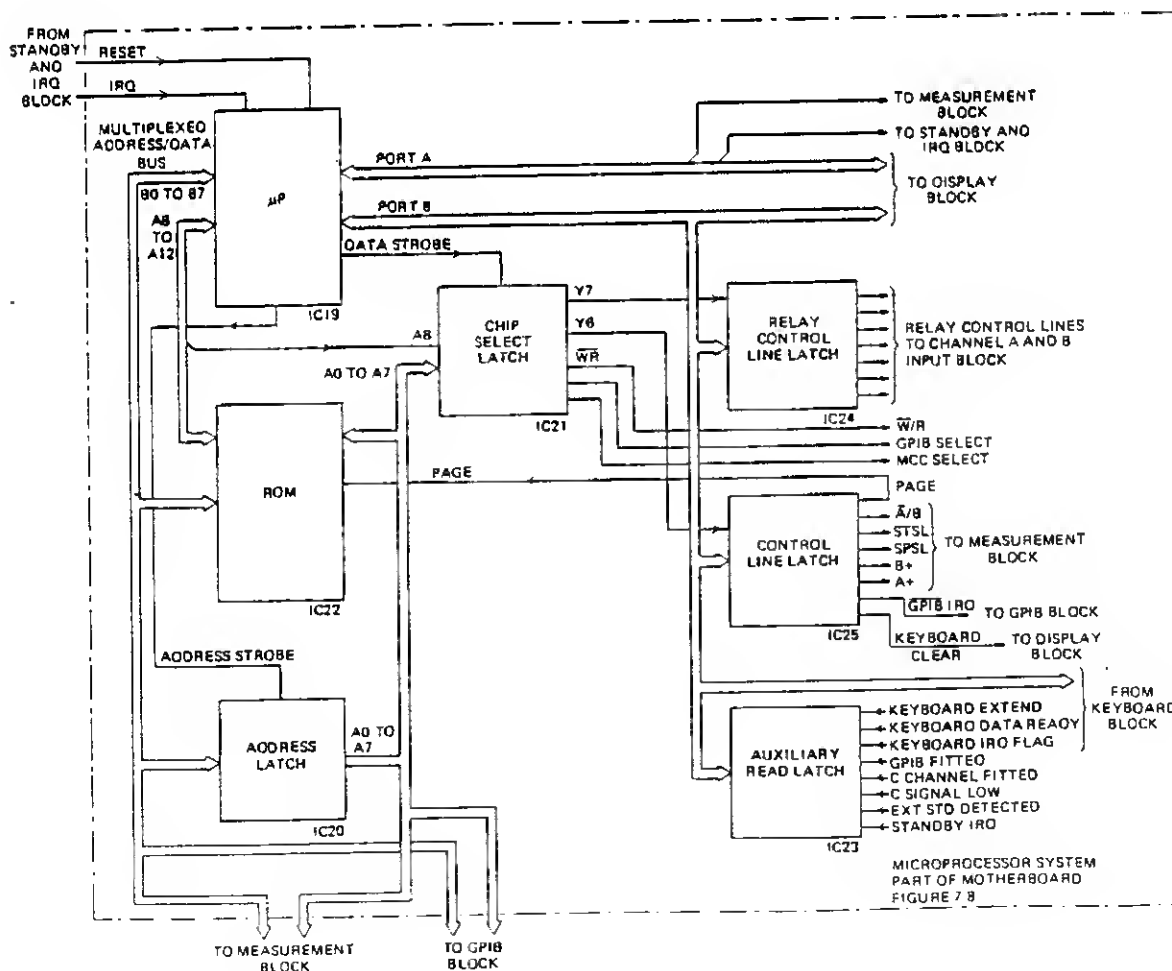 FROM
STANDBY
AND
IRQ
BLOCK
RESET
IRQ
MULTIPLEXED
ADDRESS/DATA
BUS
B0 TO B7
A8
TO
A12
µP
IC19
PORT A
PORT B
DATA STROBE
TO MEASUREMENT
BLOCK
TO STANDBY AND
IRQ BLOCK
TO DISPLAY
BLOCK
A8
A0 TO A7
CHIP
SELECT
LATCH
IC21
Y7
Y6
W̅R̅
RELAY
CONTROL
LINE LATCH
IC24
RELAY CONTROL LINES
TO CHANNEL A AND B
INPUT BLOCK
W̅/R
GPIB SELECT
MCC SELECT
PAGE
PAGE
ROM
IC22
CONTROL
LINE LATCH
IC25
A̅/B
S̅T̅S̅L̅
S̅P̅S̅L̅
B+
A+
TO MEASUREMENT
BLOCK
G̅P̅I̅B̅ I̅R̅Q̅
TO GPIB BLOCK
KEYBOARD
CLEAR
TO DISPLAY
BLOCK
ADDRESS STROBE
ADDRESS
LATCH
IC20
A0 TO
A7
AUXILIARY
READ LATCH
IC23
FROM
KEYBOARD
BLOCK
KEYBOARD EXTEND
KEYBOARD DATA READY
KEYBOARD IRQ FLAG
GPIB FITTED
C CHANNEL FITTED
C SIGNAL LOW
EXT STD DETECTED
STANDBY IRQ
MICROPROCESSOR SYSTEM
PART OF MOTHERBOARD
FIGURE 7.8
TO MEASUREMENT
BLOCK
TO GPIB
BLOCK